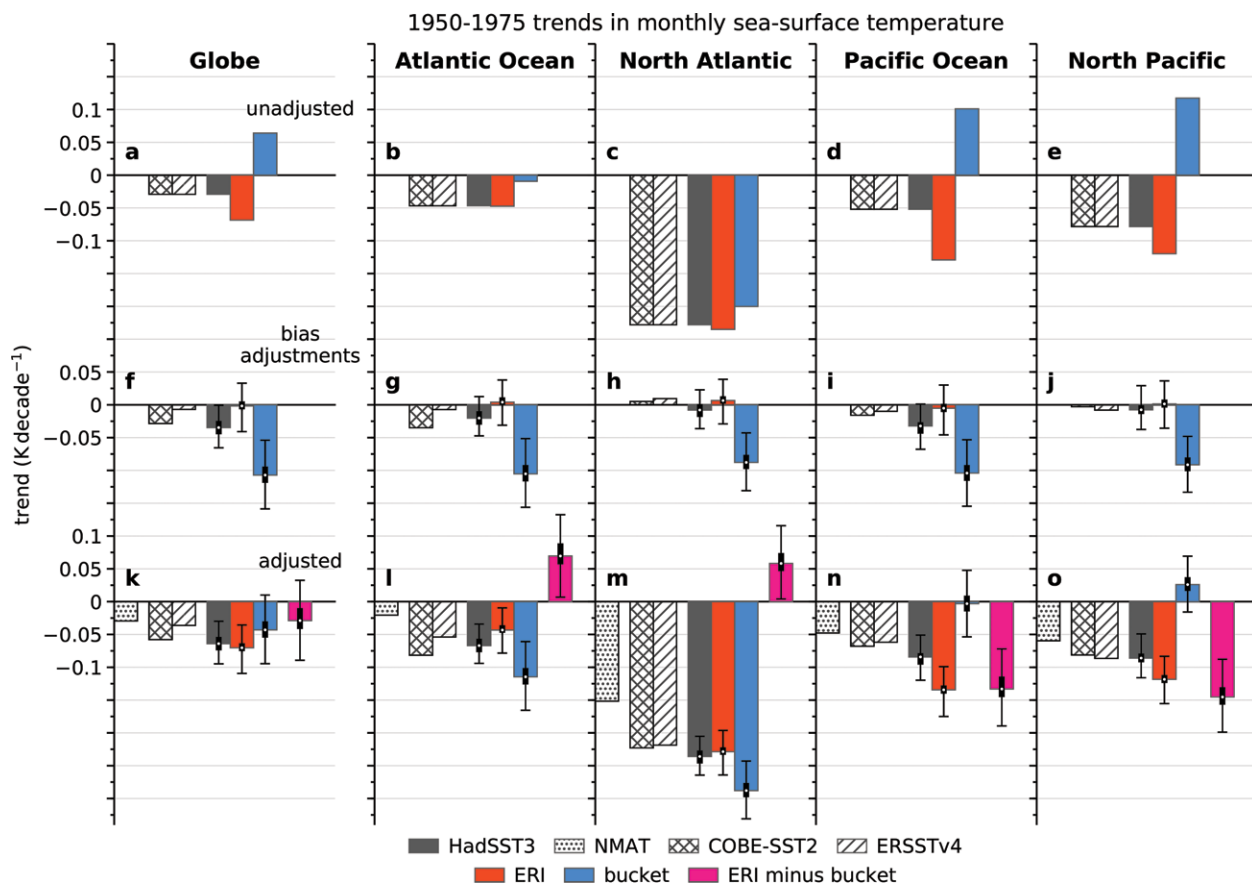 1950-1975 trends in monthly sea-surface temperature
Globe
Atlantic Ocean
North Atlantic
Pacific Ocean
North Pacific
unadjusted
0.1
0.05
0
−0.05
−0.1
a
b
c
d
e
bias
adjustments
0.05
0
−0.05
f
g
h
i
j
trend (K decade⁻¹)
adjusted
0.1
0.05
0
−0.05
−0.1
k
l
m
n
o
HadSST3 NMAT COBE-SST2 ERSSTv4
ERI bucket ERI minus bucket